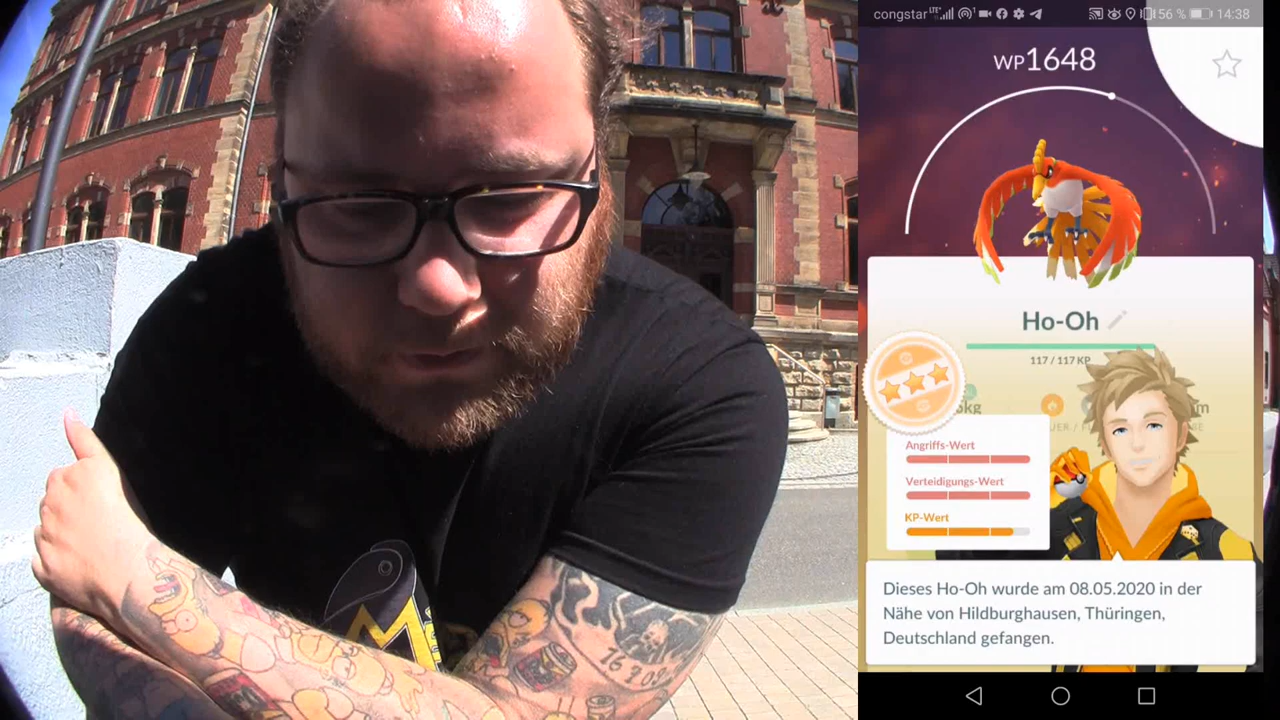 congstar 56 % 14:38
WP1648
Ho-Oh
117 / 117 KP
kg
m
Angriffs-Wert
Verteidigungs-Wert
KP-Wert
Dieses Ho-Oh wurde am 08.05.2020 in der
Nähe von Hildburghausen, Thüringen,
Deutschland gefangen.